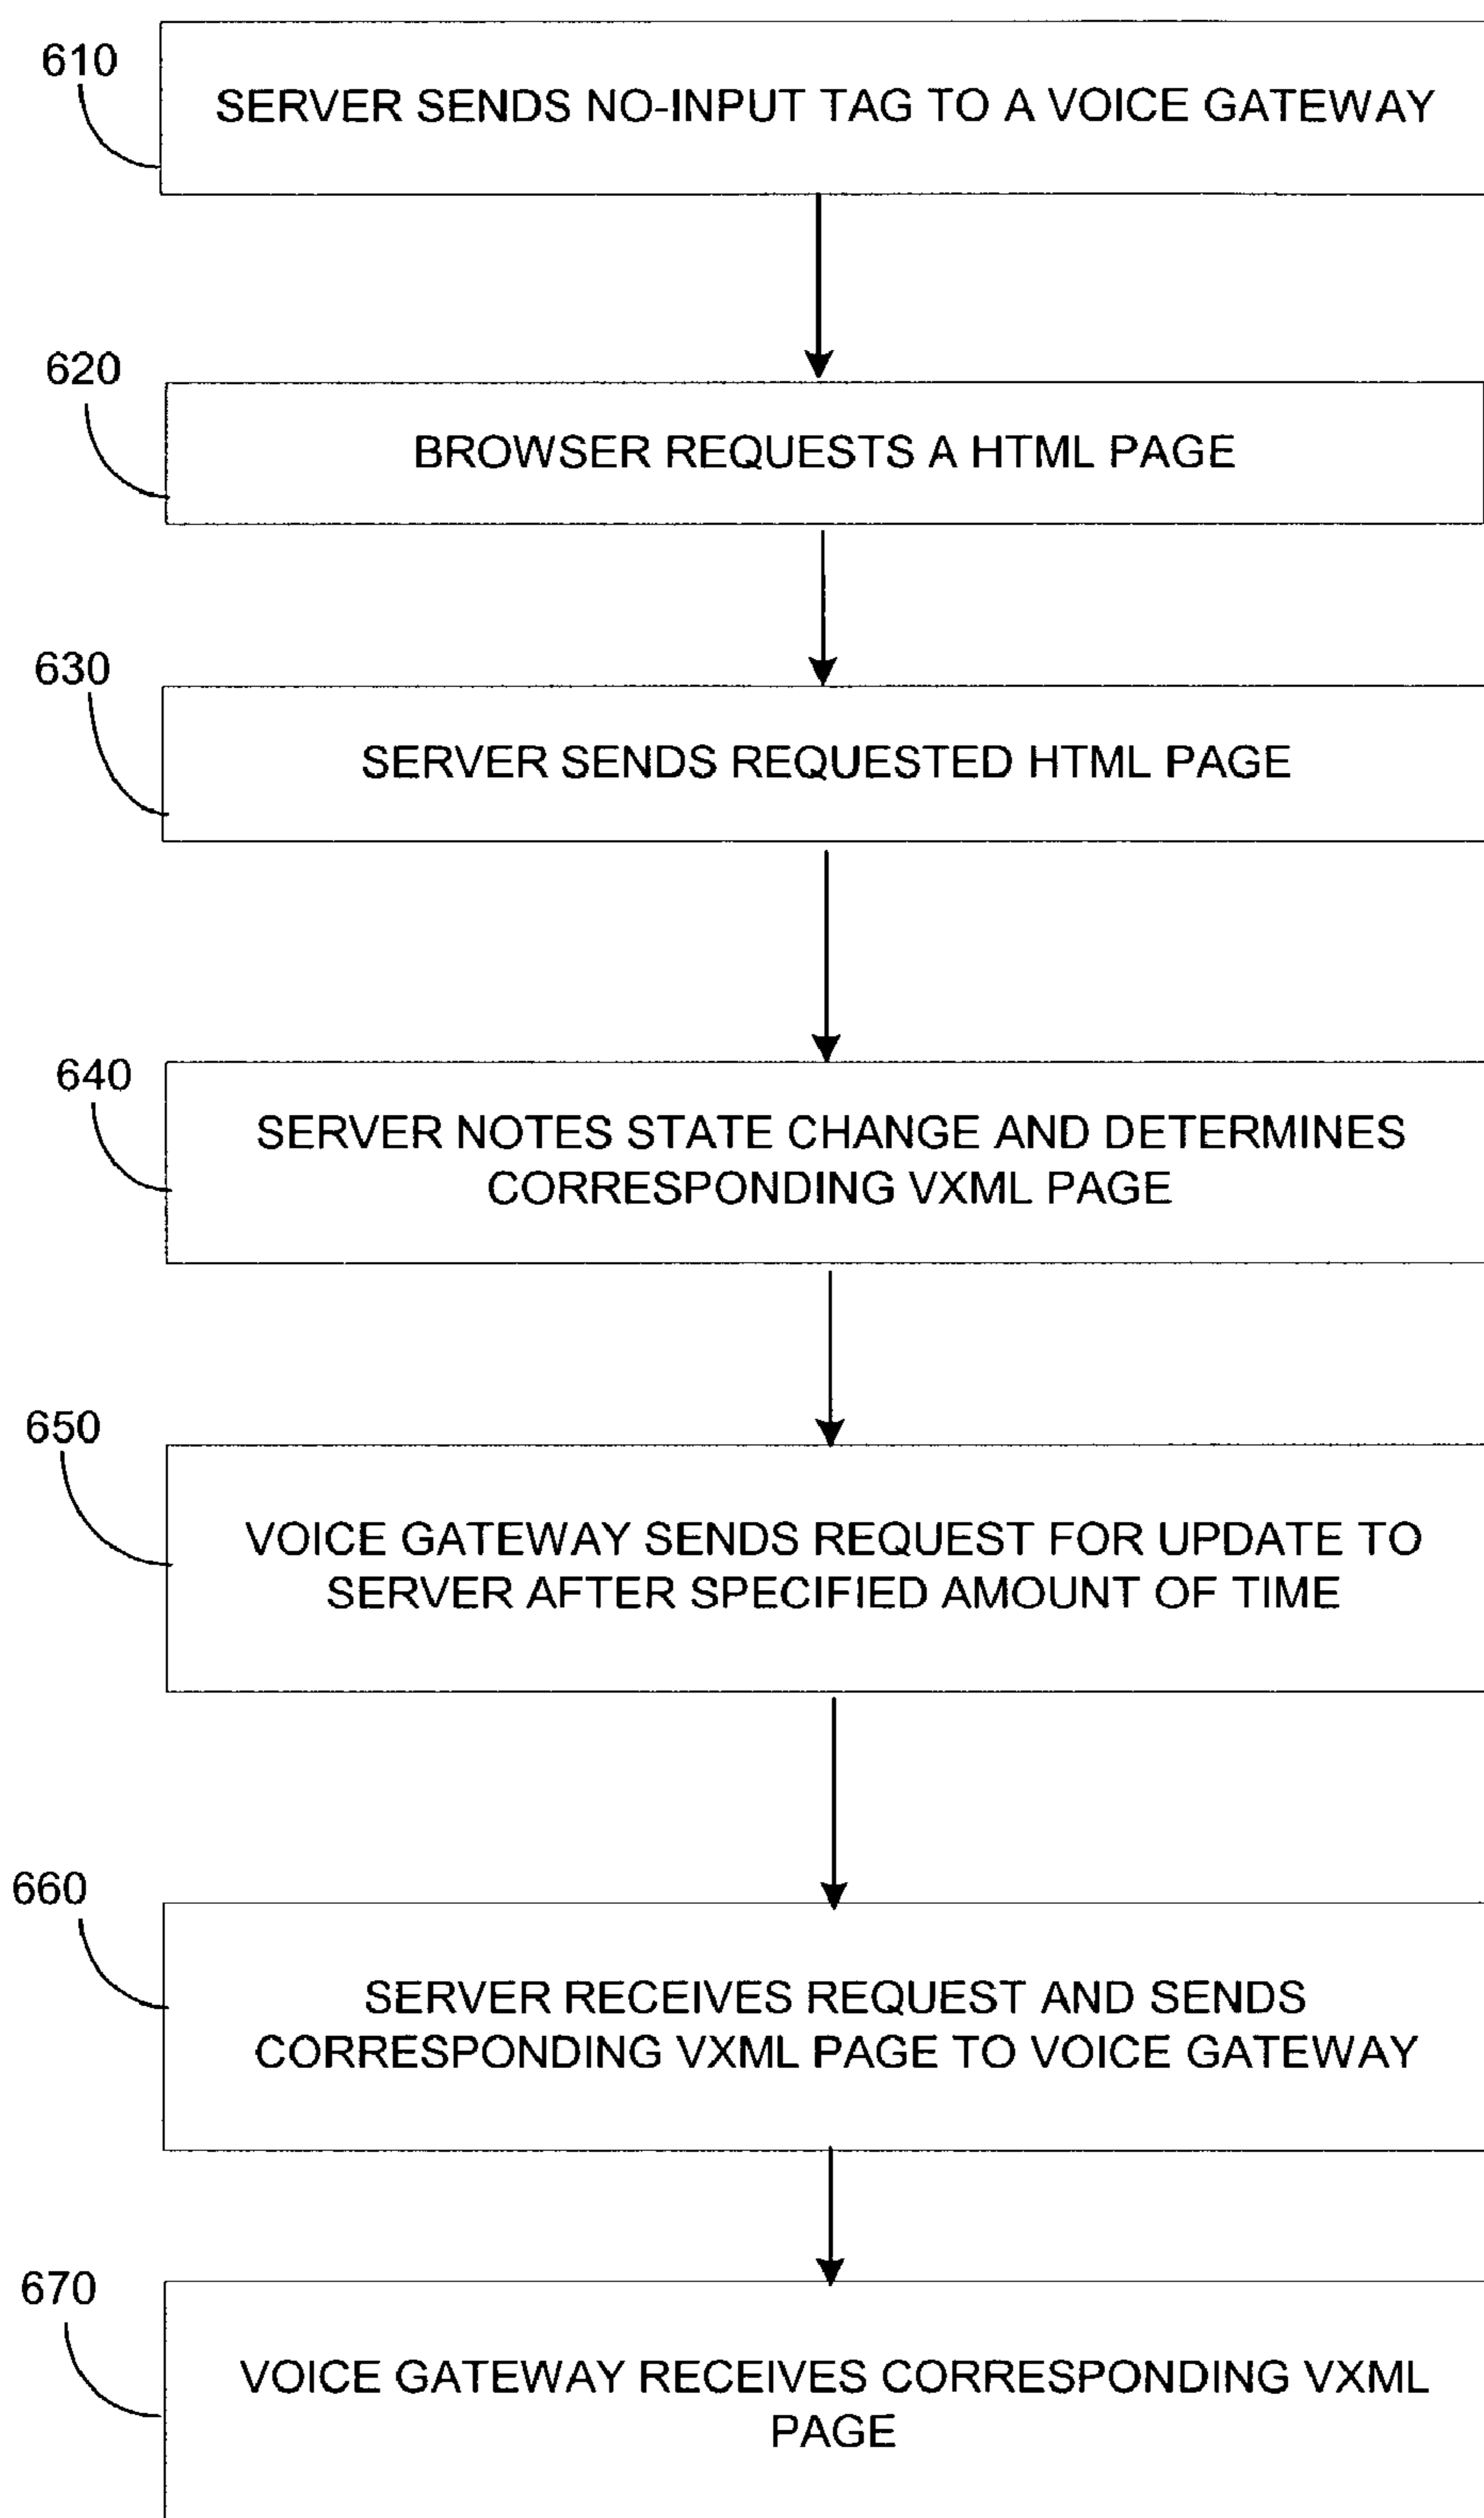 610
SERVER SENDS NO-INPUT TAG TO A VOICE GATEWAY
620
BROWSER REQUESTS A HTML PAGE
630
SERVER SENDS REQUESTED HTML PAGE
640
SERVER NOTES STATE CHANGE AND DETERMINES
CORRESPONDING VXML PAGE
650
VOICE GATEWAY SENDS REQUEST FOR UPDATE TO
SERVER AFTER SPECIFIED AMOUNT OF TIME
660
SERVER RECEIVES REQUEST AND SENDS
CORRESPONDING VXML PAGE TO VOICE GATEWAY
670
VOICE GATEWAY RECEIVES CORRESPONDING VXML
PAGE